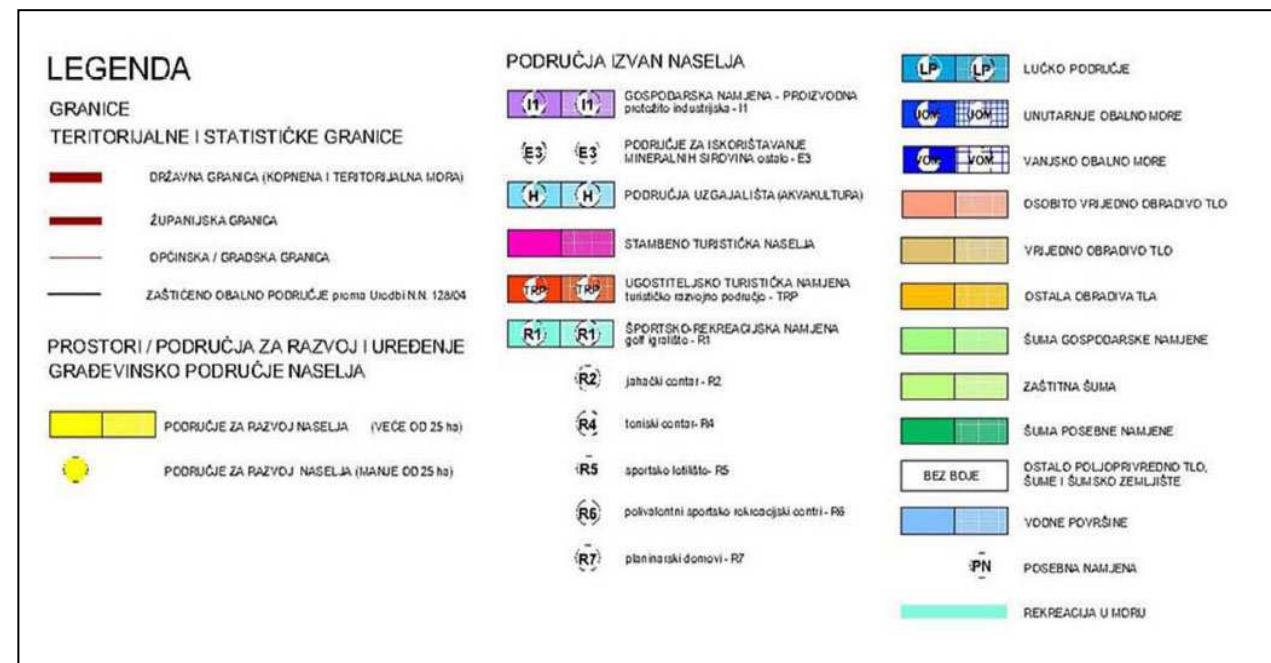 LEGENDA
GRANICE
TERITORIJALNE I STATISTIČKE GRANICE
DRŽAVNA GRANICA (KOPNENA I TERITORIJALNA MORA)
ŽUPANIJSKA GRANICA
OPĆINSKA / GRADSKA GRANICA
ZAŠTIĆENO OBALNO PODRUČJE prema Uredbi N.N. 128/04
PROSTORI / PODRUČJA ZA RAZVOJ I UREĐENJE
GRAĐEVINSKO PODRUČJE NASELJA
PODRUČJE ZA RAZVOJ NASELJA (VEĆE OD 25 ha)
PODRUČJE ZA RAZVOJ NASELJA (MANJE OD 25 ha)
PODRUČJA IZVAN NASELJA
I1 I1 GOSPODARSKA NAMJENA - PROIZVODNA
pretežito industrijska - I1
E3 E3 PODRUČJE ZA ISKORIŠTAVANJE
MINERALNIH SIROVINA ostalo - E3
H H PODRUČJA UZGAJALIŠTA (AKVAKULTURA)
STAMBENO TURISTIČKA NASELJA
TRP TRP UGOSTITELJSKO TURISTIČKA NAMJENA
turističko razvojno područje - TRP
R1 R1 ŠPORTSKO-REKREACIJSKA NAMJENA
golf igralište - R1
R2 jahački centar - R2
R4 teniski centar - R4
R5 sportsko letilište - R5
R6 polivalentni sportsko rekreacijski centri - R6
R7 planinarski domovi - R7
LP LP LUČKO PODRUČJE
UOM UOM UNUTARNJE OBALNO MORE
VOM VOM VANJSKO OBALNO MORE
OSOBITO VRIJEDNO OBRADIVO TLO
VRIJEDNO OBRADIVO TLO
OSTALA OBRADIVA TLA
ŠUMA GOSPODARSKE NAMJENE
ZAŠTITNA ŠUMA
ŠUMA POSEBNE NAMJENE
BEZ BOJE OSTALO POLJOPRIVREDNO TLO,
ŠUME I ŠUMSKO ZEMLJIŠTE
VODNE POVRŠINE
PN POSEBNA NAMJENA
REKREACIJA U MORU